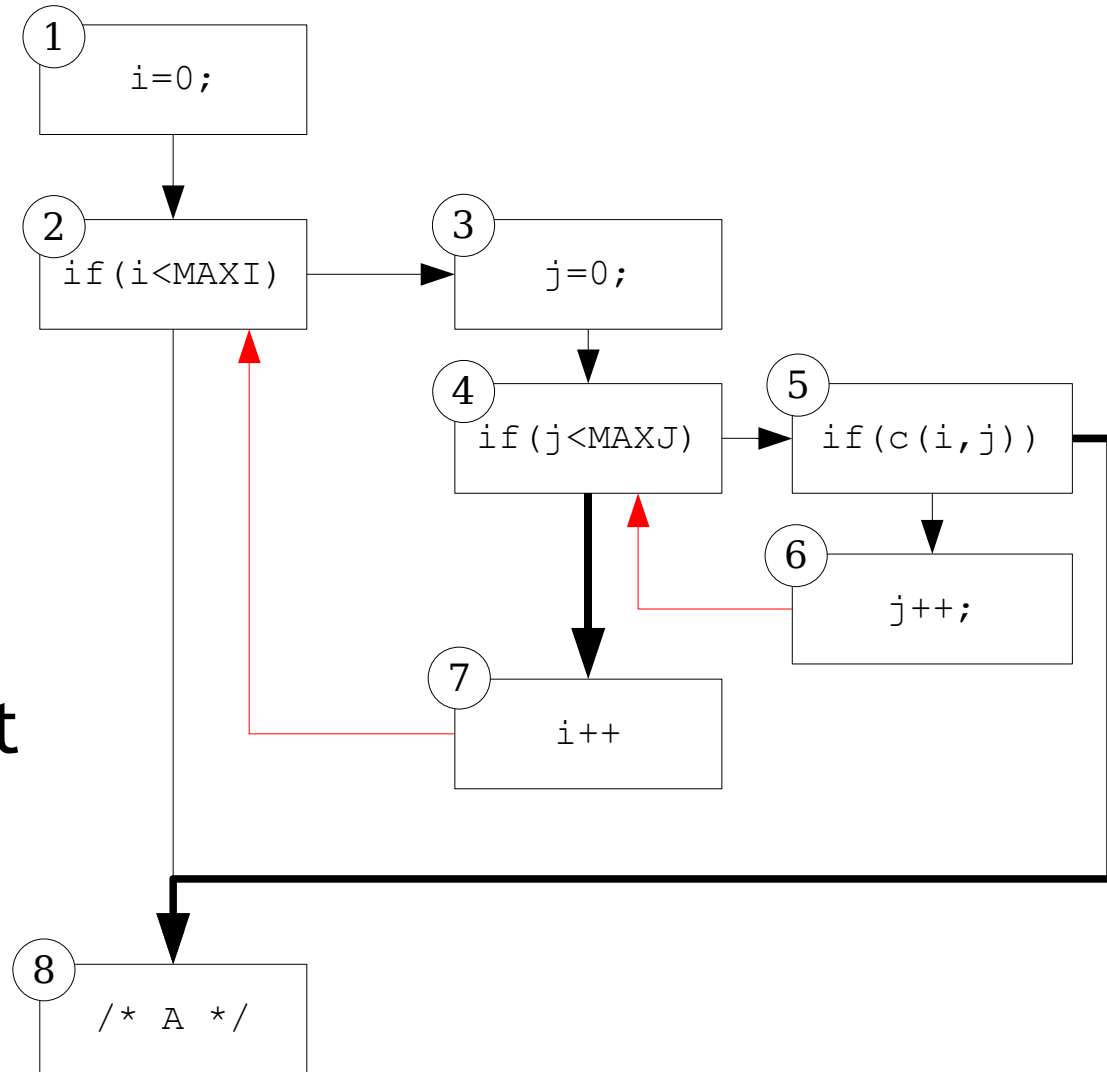 1
i=0;
2
if(i<MAXI)
3
j=0;
4
if(j<MAXJ)
5
if(c(i,j))
6
j++;
7
i++
t
8
/* A */